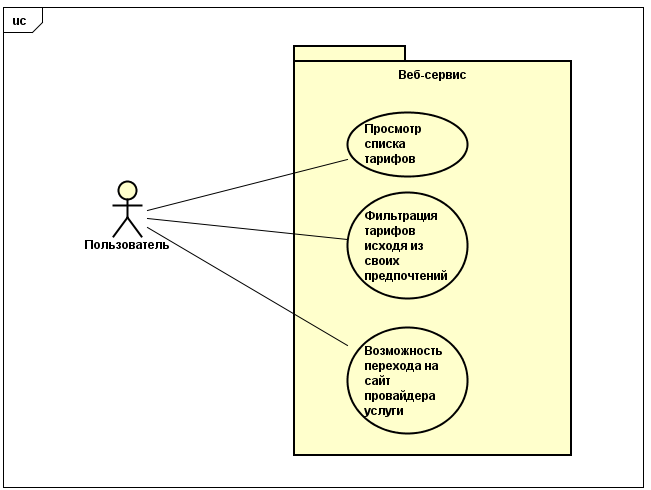 uc
Веб-сервис
Просмотр
списка
тарифов
Пользователь
Фильтрация
тарифов
исходя из
своих
предпочтений
Возможность
перехода на
сайт
провайдера
услуги